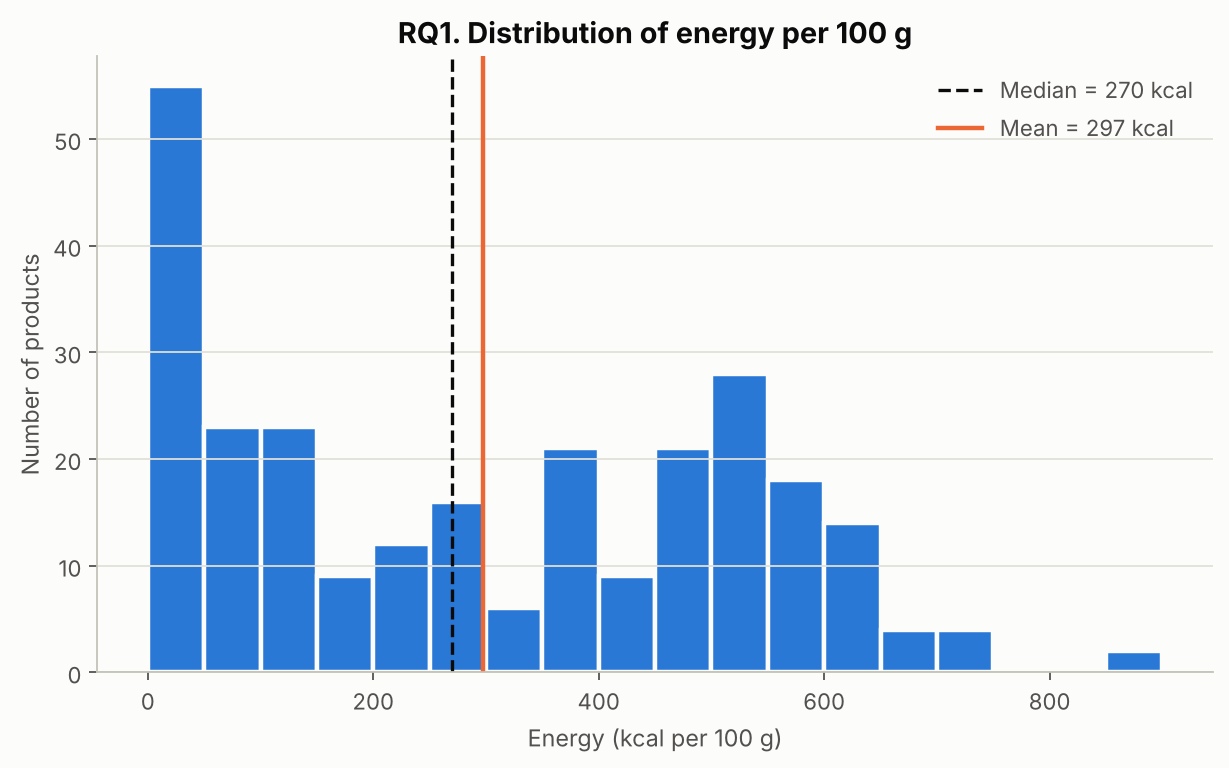 RQ1. Distribution of energy per 100 g
Median = 270 kcal
Mean = 297 kcal
Number of products
50
40
30
20
10
0
0 200 400 600 800
Energy (kcal per 100 g)